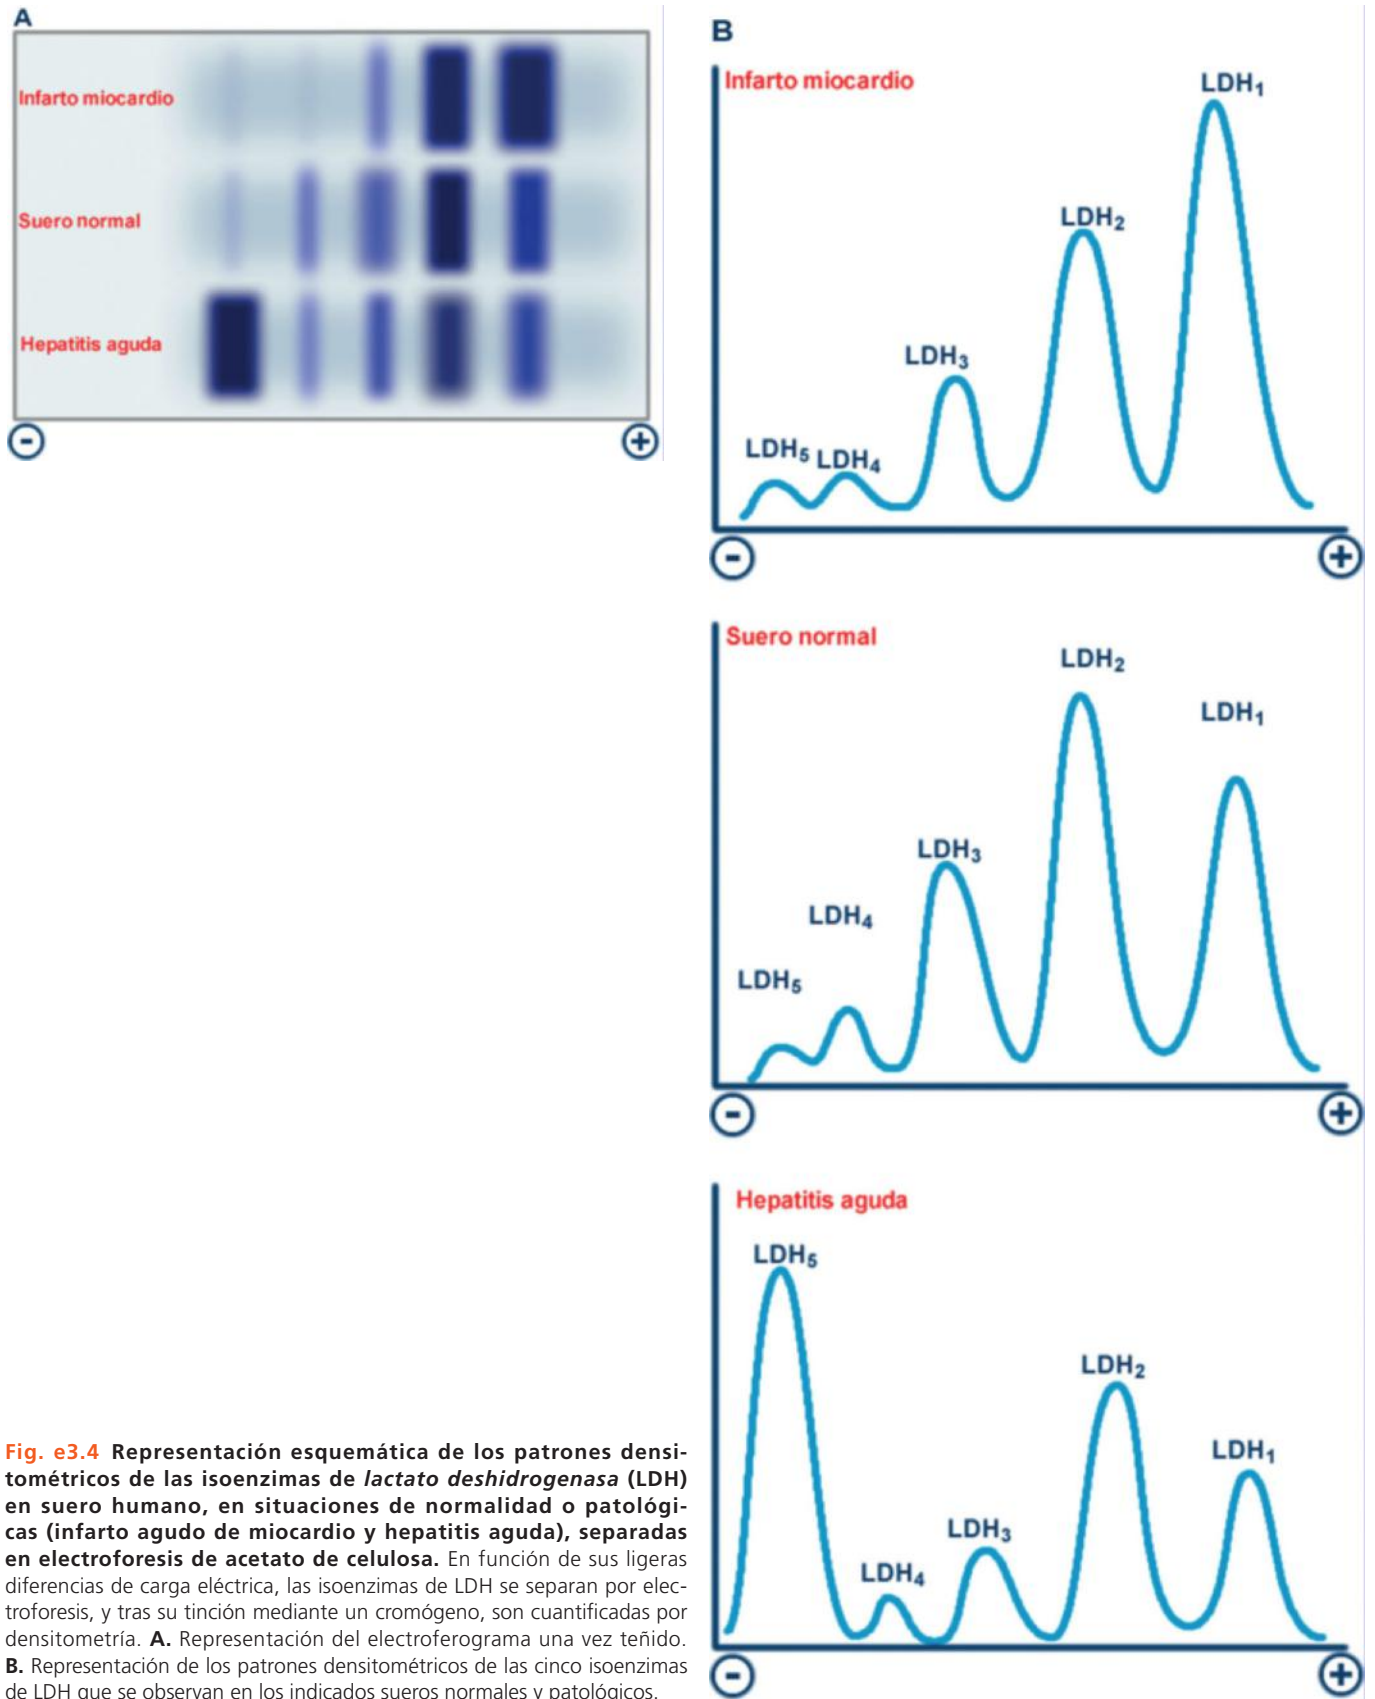 A
Infarto miocardio
Suero normal
Hepatitis aguda
-
+
B
Infarto miocardio
LDH1
LDH2
LDH3
LDH5
LDH4
-
+
Suero normal
LDH2
LDH1
LDH3
LDH4
LDH5
-
+
Hepatitis aguda
LDH5
LDH2
LDH1
LDH3
LDH4
-
+
Fig. e3.4 Representación esquemática de los patrones densi-
tométricos de las isoenzimas de lactato deshidrogenasa (LDH)
en suero humano, en situaciones de normalidad o patológi-
cas (infarto agudo de miocardio y hepatitis aguda), separadas
en electroforesis de acetato de celulosa. En función de sus ligeras
diferencias de carga eléctrica, las isoenzimas de LDH se separan por elec-
troforesis, y tras su tinción mediante un cromógeno, son cuantificadas por
densitometría. A. Representación del electroferograma una vez teñido.
B. Representación de los patrones densitométricos de las cinco isoenzimas
de LDH que se observan en los indicados sueros normales y patológicos.